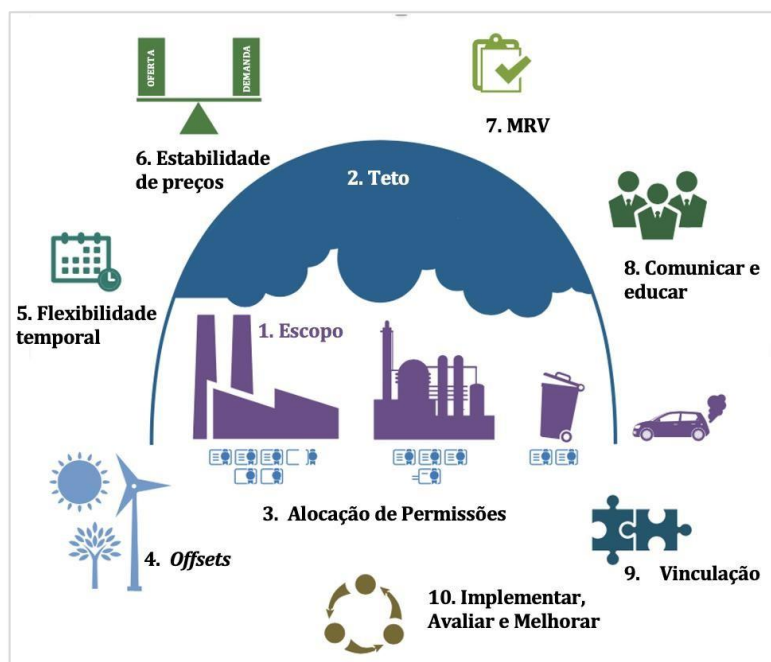 OFERTA
DEMANDA
6. Estabilidade
de preços
7. MRV
2. Teto
8. Comunicar e
educar
5. Flexibilidade
temporal
1. Escopo
3. Alocação de Permissões
4. Offsets
9. Vinculação
10. Implementar,
Avaliar e Melhorar